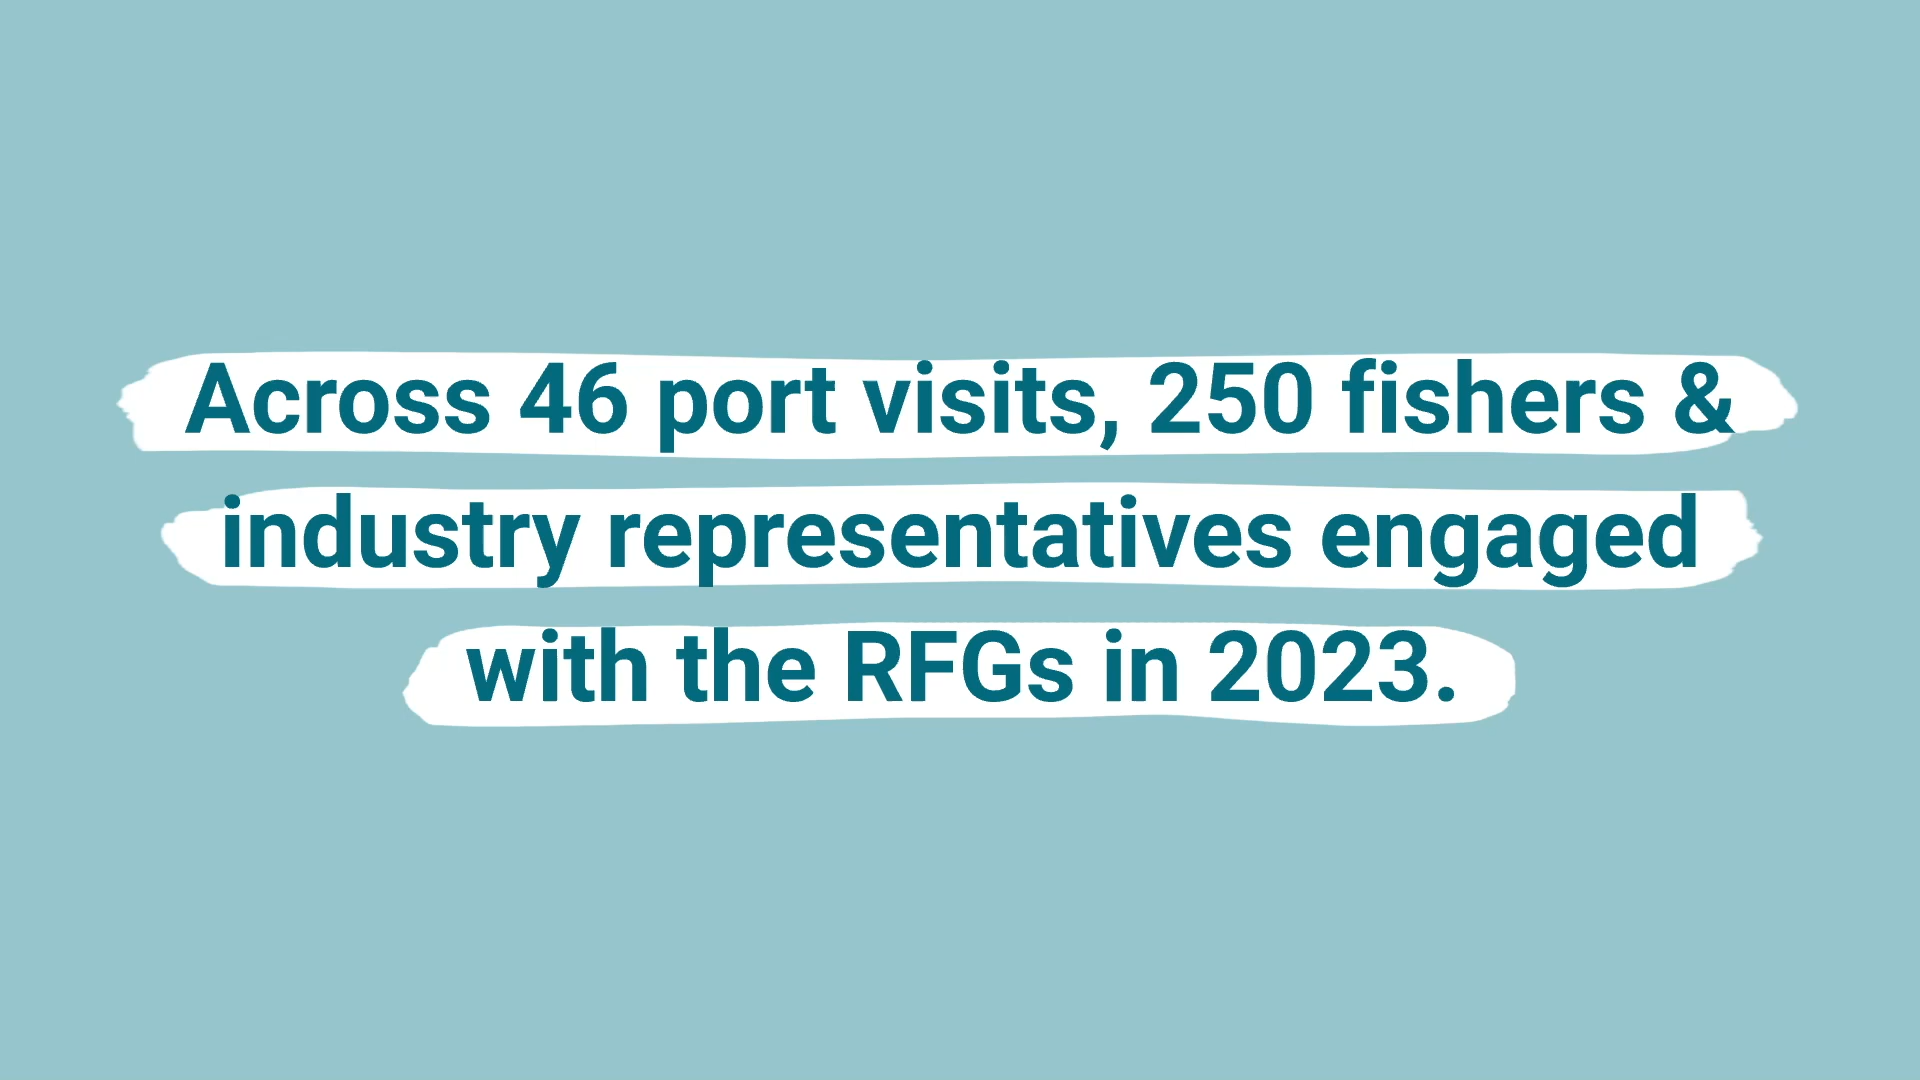 Across 46 port visits, 250 fishers &
industry representatives engaged
with the RFGs in 2023.